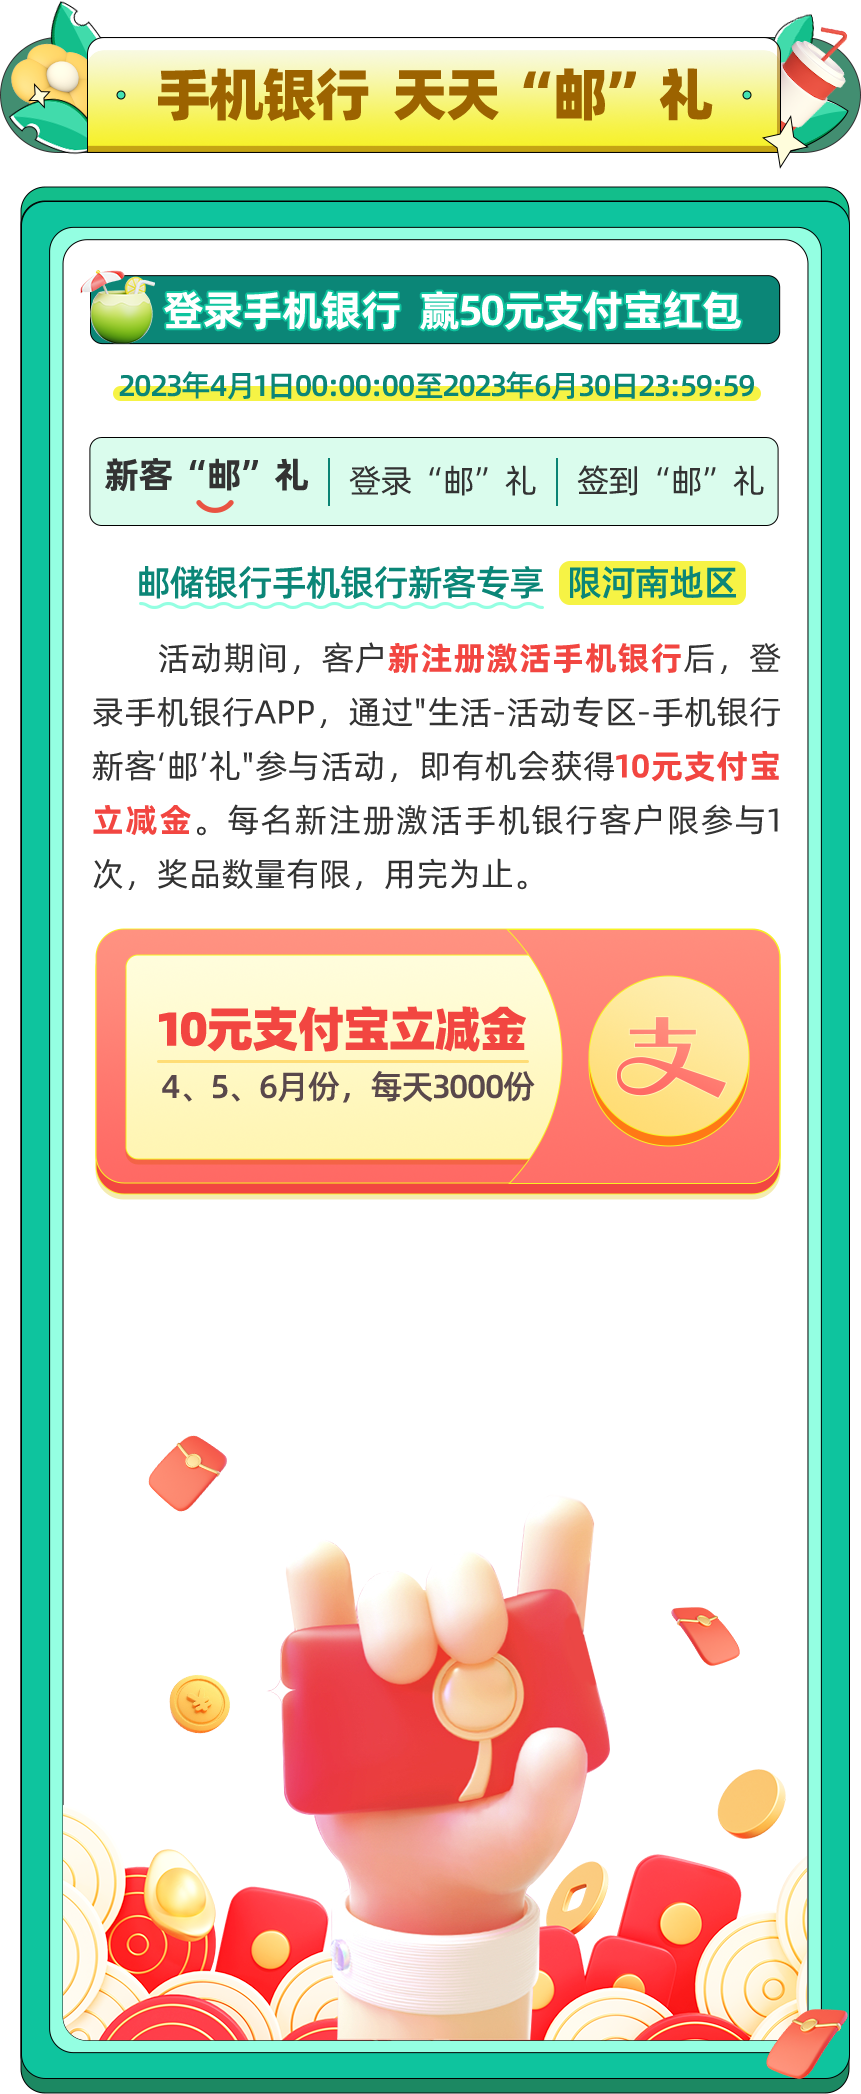 手机银行 天天“邮”礼
登录手机银行 赢50元支付宝红包
2023年4月1日00:00:00至2023年6月30日23:59:59
新客“邮”礼 登录“邮”礼 签到“邮”礼
邮储银行手机银行新客专享 限河南地区
活动期间，客户新注册激活手机银行后，登
录手机银行APP，通过"生活-活动专区-手机银行
新客‘邮’礼"参与活动，即有机会获得10元支付宝
立减金。每名新注册激活手机银行客户限参与1
次，奖品数量有限，用完为止。
10元支付宝立减金
4、5、6月份，每天3000份
支